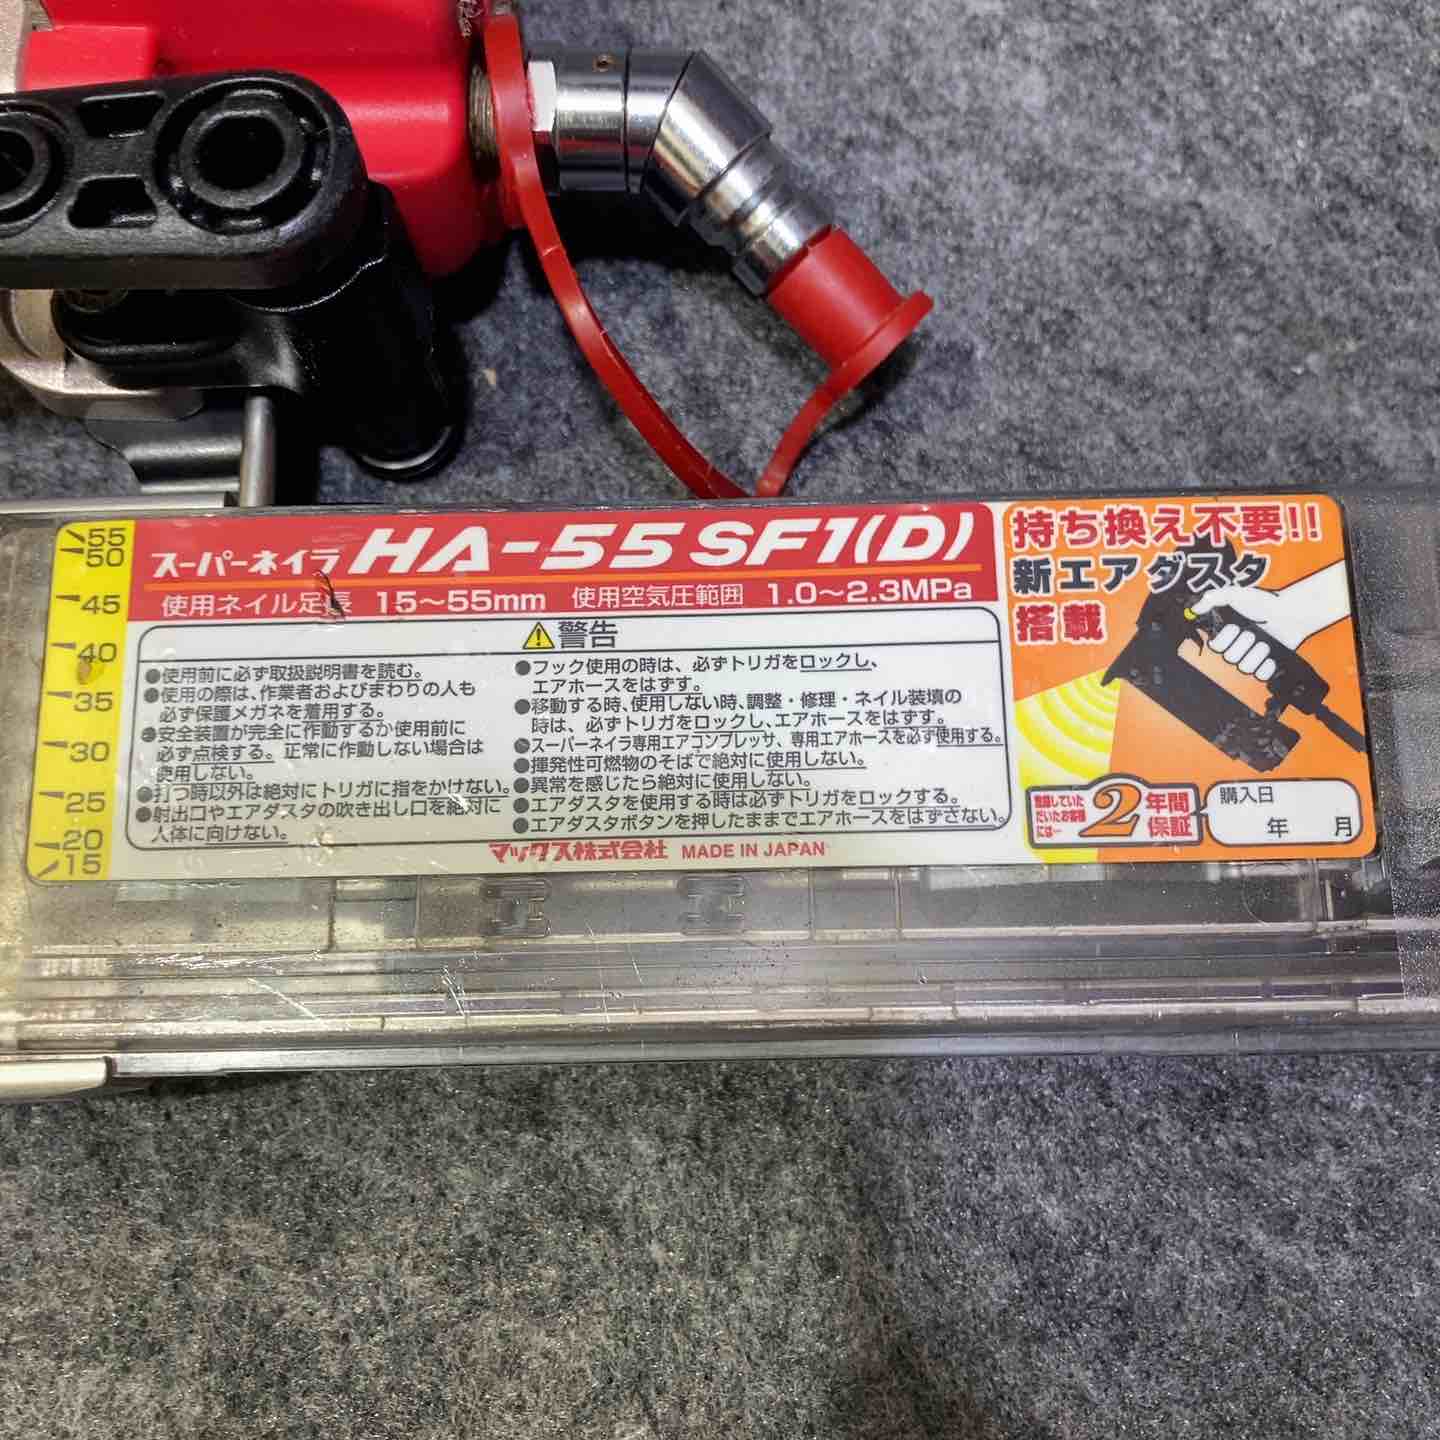 55
50
45
40
35
30
25
20
15
スーパーネイラ HA-55SF1(D)
使用ネイル足長 15〜55mm 使用空気圧範囲 1.0〜2.3MPa
警告
●使用前に必ず取扱説明書を読む。
●使用の際は、作業者およびまわりの人も
必ず保護メガネを着用する。
●安全装置が完全に作動するか使用前に
必ず点検する。正常に作動しない場合は
使用しない。
●打つ時以外は絶対にトリガに指をかけない。
●射出口やエアダスタの吹き出し口を絶対に
人体に向けない。
●フック使用の時は、必ずトリガをロックし、
エアホースをはずす。
●移動する時、使用しない時、調整・修理・ネイル装填の
時は、必ずトリガをロックし、エアホースをはずす。
●スーパーネイラ専用エアコンプレッサ、専用エアホースを必ず使用する。
●揮発性可燃物のそばで絶対に使用しない。
●異常を感じたら絶対に使用しない。
●エアダスタを使用する時は必ずトリガをロックする。
●エアダスタボタンを押したままでエアホースをはずさない。
マックス株式会社 MADE IN JAPAN
持ち換え不要!!
新エアダスタ
搭載
登録していた
だいたお客様
には…
2年間
保証
購入日
年 月